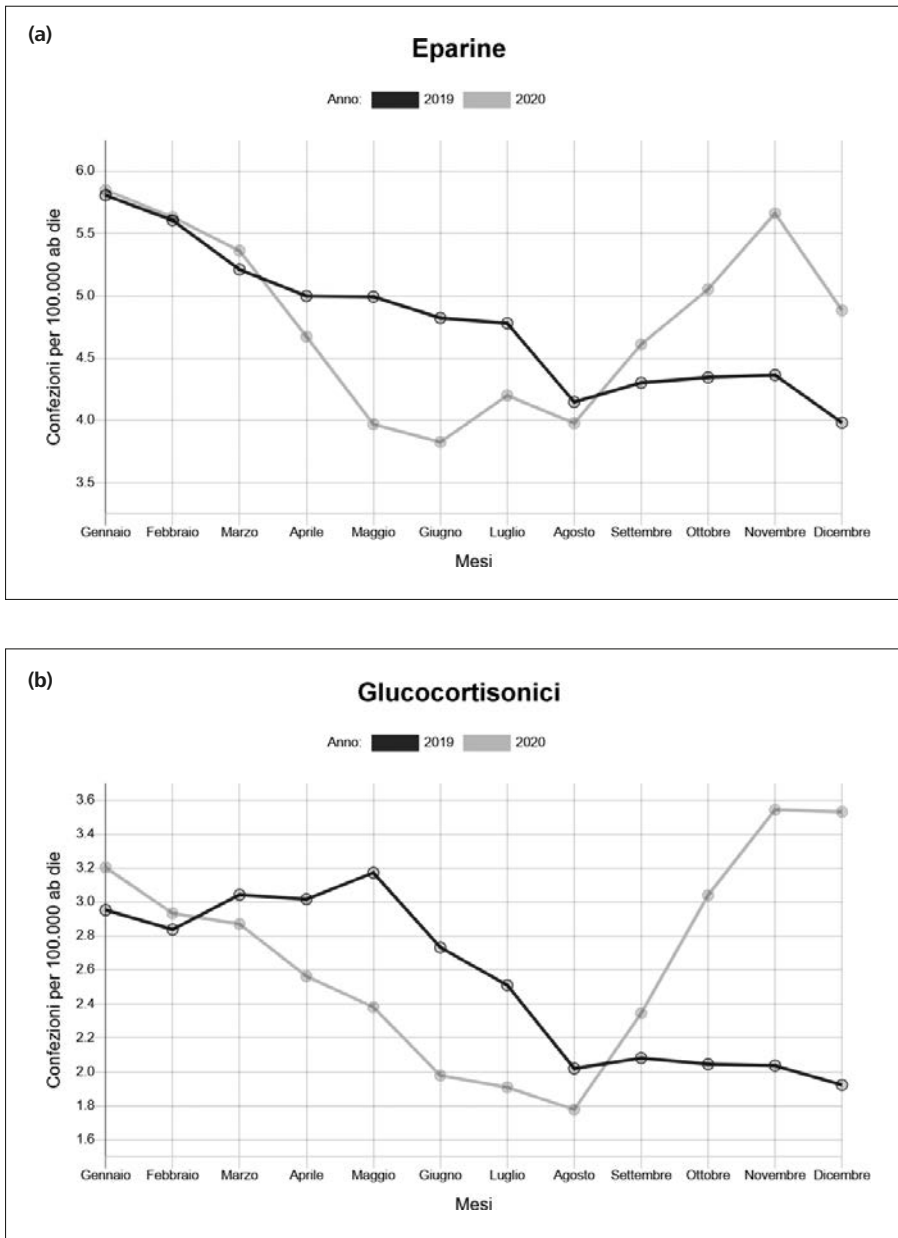 (a)
Eparine
Anno: 2019 2020
Confezioni per 100.000 ab die
6.0
5.5
5.0
4.5
4.0
3.5
Gennaio Febbraio Marzo Aprile Maggio Giugno Luglio Agosto Settembre Ottobre Novembre Dicembre
Mesi
(b)
Glucocortisonici
Anno: 2019 2020
Confezioni per 100.000 ab die
3.6
3.4
3.2
3.0
2.8
2.6
2.4
2.2
2.0
1.8
1.6
Gennaio Febbraio Marzo Aprile Maggio Giugno Luglio Agosto Settembre Ottobre Novembre Dicembre
Mesi